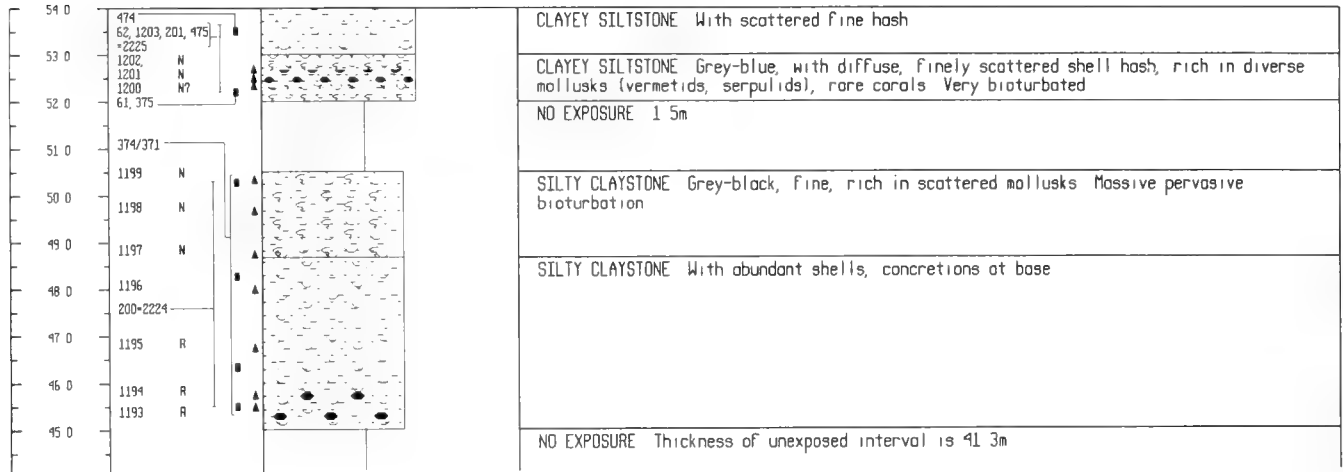 54 0
474
62, 1203, 201, 475
=2225
53 0
1202, N
1201 N
1200 N?
52 0
61, 375
51 0
374/371
1199 N
50 0
1198 N
49 0
1197 N
48 0
1196
200=2224
47 0
1195 R
46 0
1194 R
1193 R
45 0
CLAYEY SILTSTONE With scattered fine hash
CLAYEY SILTSTONE Grey-blue, with diffuse, finely scattered shell hash, rich in diverse
mollusks (vermetids, serpulids), rare corals Very bioturbated
NO EXPOSURE 1 5m
SILTY CLAYSTONE Grey-black, fine, rich in scattered mollusks Massive pervasive
bioturbation
SILTY CLAYSTONE With abundant shells, concretions at base
NO EXPOSURE Thickness of unexposed interval is 41 3m